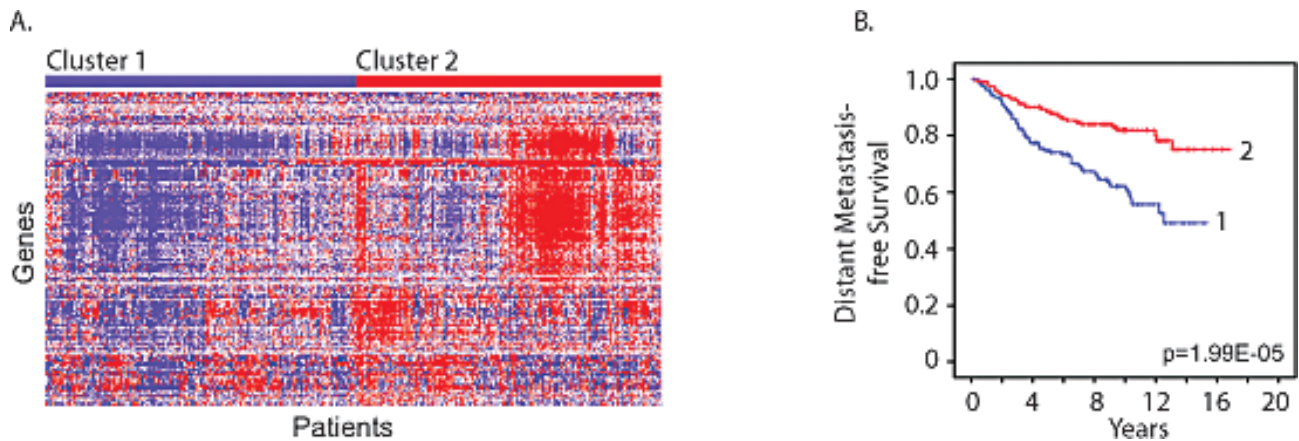 A.
Cluster 1 Cluster 2
Genes
Patients
B.
Distant Metastasis-
free Survival
1.0
0.8
0.6
0.4
0.2
0
2
1
p=1.99E-05
0 4 8 12 16 20
Years